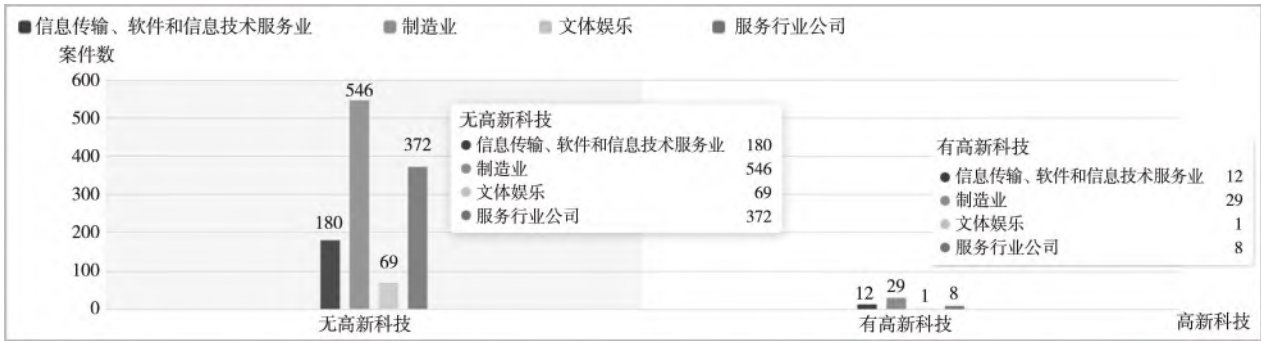 信息传输、软件和信息技术服务业 制造业 文体娱乐 服务行业公司
案件数
600
500
400
300
200
100
0
180 546 69 372
无高新科技
信息传输、软件和信息技术服务业 180
制造业 546
文体娱乐 69
服务行业公司 372
12 29 1 8
有高新科技
信息传输、软件和信息技术服务业 12
制造业 29
文体娱乐 1
服务行业公司 8
无高新科技 有高新科技 高新科技